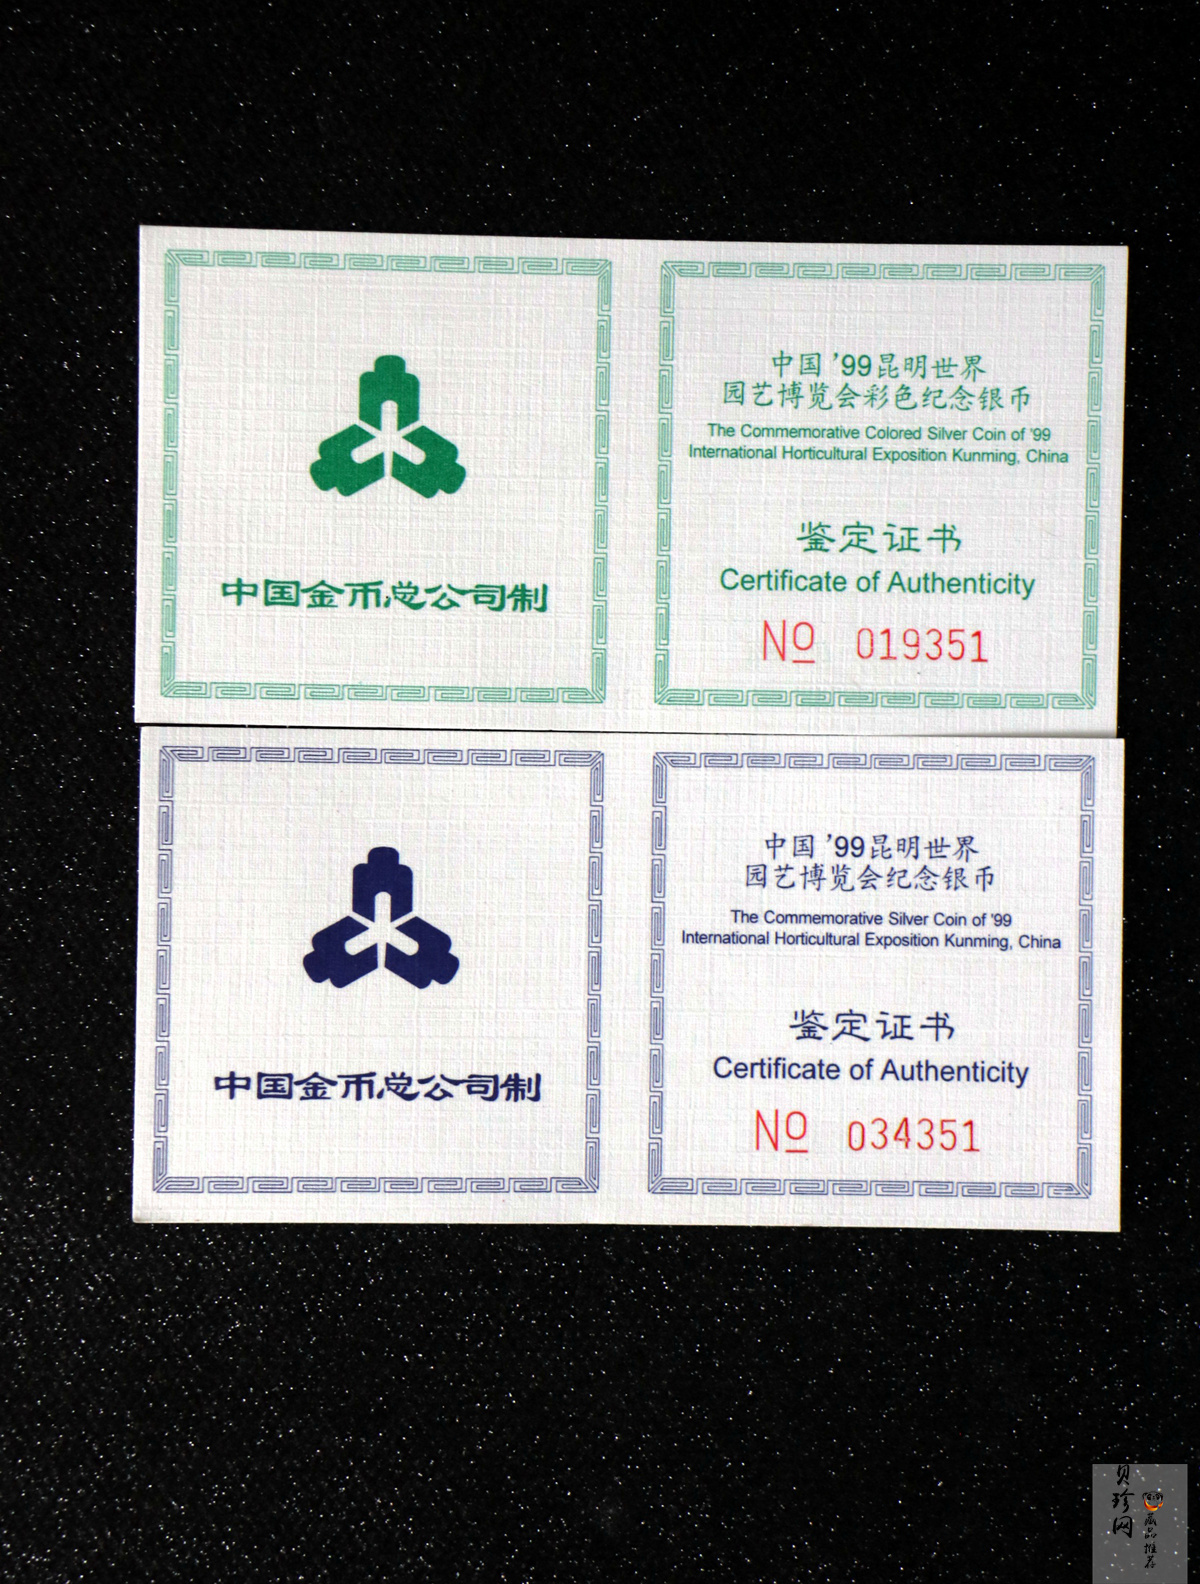 中国金币总公司制
中国 '99昆明世界
园艺博览会彩色纪念银币
The Commemorative Colored Silver Coin of '99
International Horticultural Exposition Kunming, China
鉴定证书
Certificate of Authenticity
No 019351
中国金币总公司制
中国 '99昆明世界
园艺博览会纪念银币
The Commemorative Silver Coin of '99
International Horticultural Exposition Kunming, China
鉴定证书
Certificate of Authenticity
No 034351
贝珍网
藏品推荐